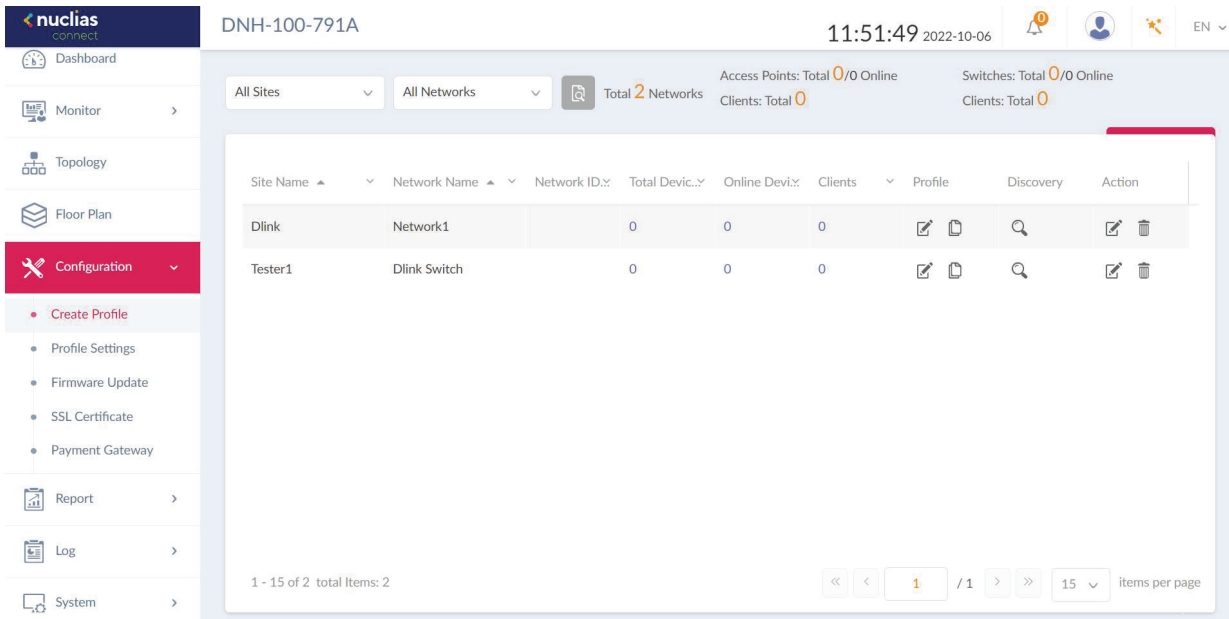 nuclias
connect
DNH-100-791A
11:51:49 2022-10-06
0
EN
Dashboard
Monitor
Topology
Floor Plan
Configuration
Create Profile
Profile Settings
Firmware Update
SSL Certificate
Payment Gateway
Report
Log
System
All Sites
All Networks
Total 2 Networks
Access Points: Total 0/0 Online
Clients: Total 0
Switches: Total 0/0 Online
Clients: Total 0
Site Name Network Name Network ID... Total Devic... Online Devi... Clients Profile Discovery Action
Dlink Network1 0 0 0
Tester1 Dlink Switch 0 0 0
1 - 15 of 2 total Items: 2
1 / 1 15 items per page